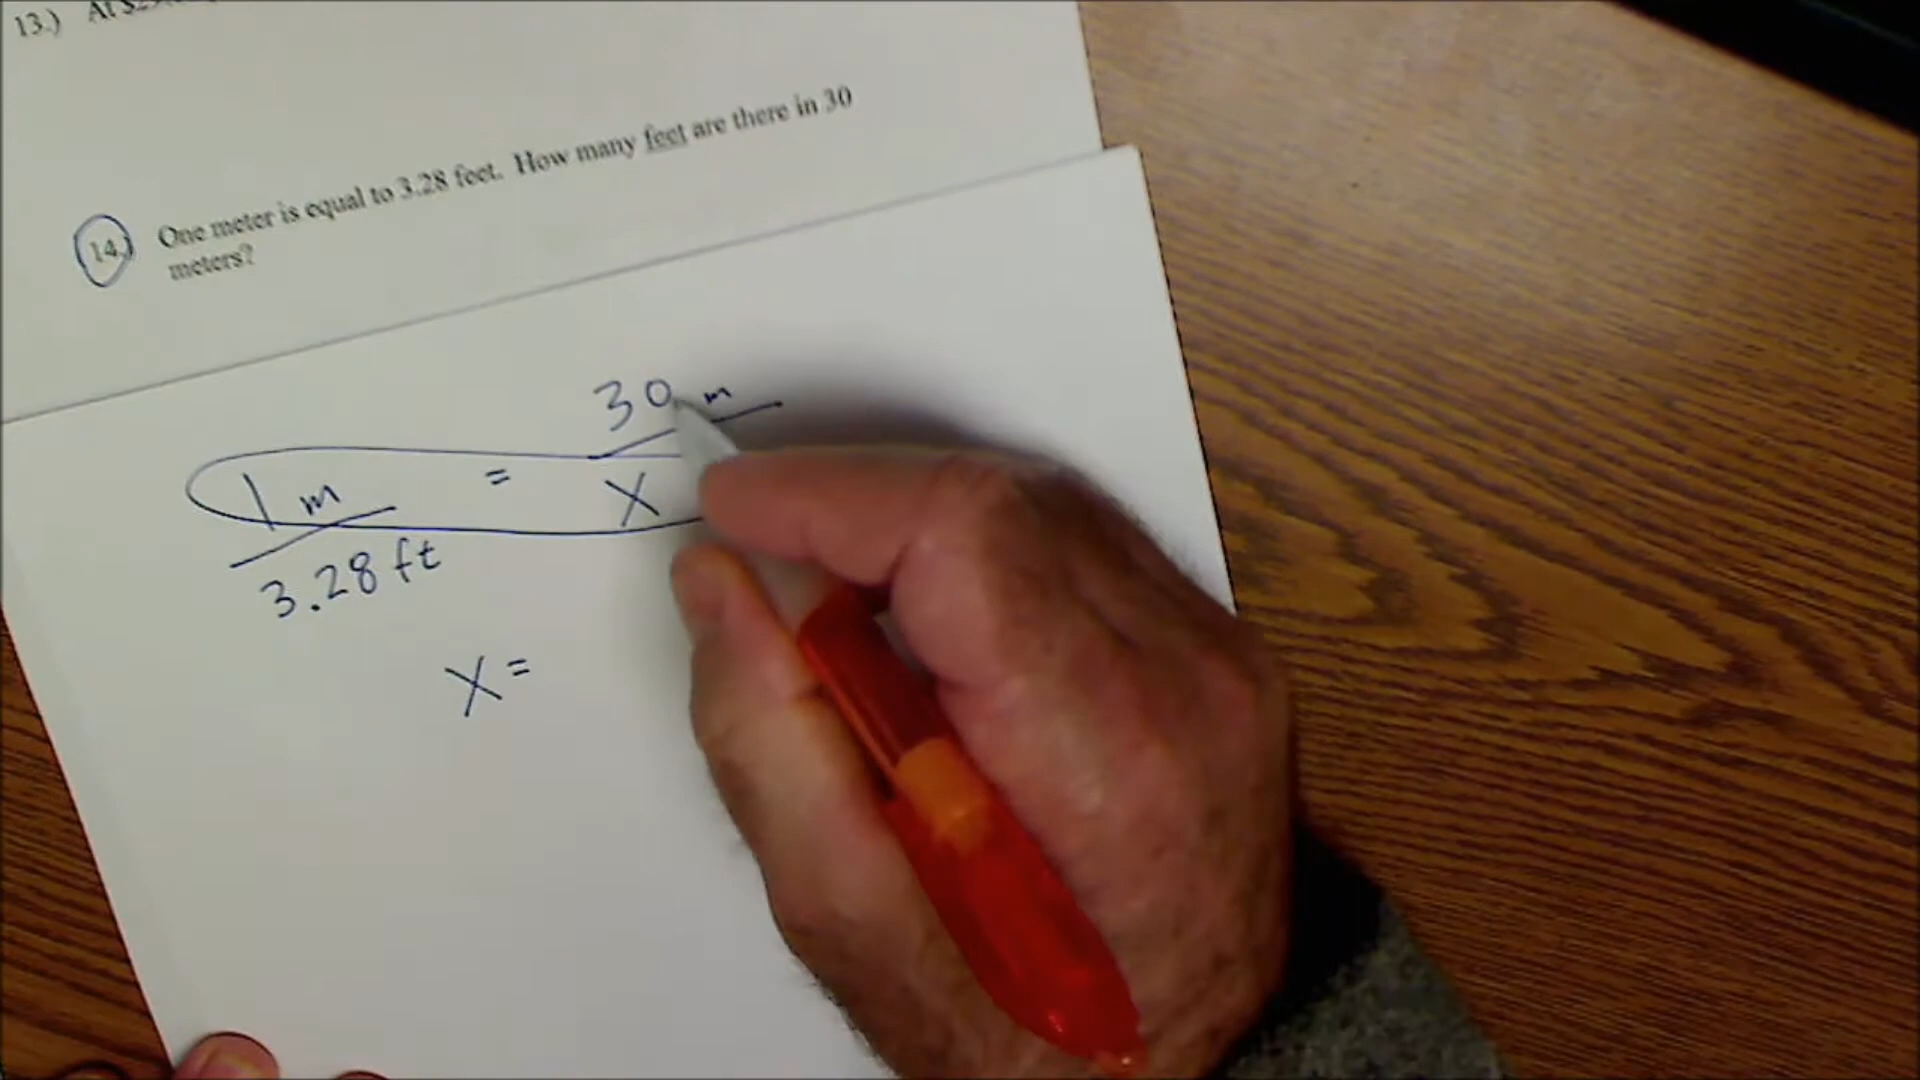 13.) At
14.) One meter is equal to 3.28 feet. How many feet are there in 30
meters?
30 m
1 m = X
3.28 ft
X =